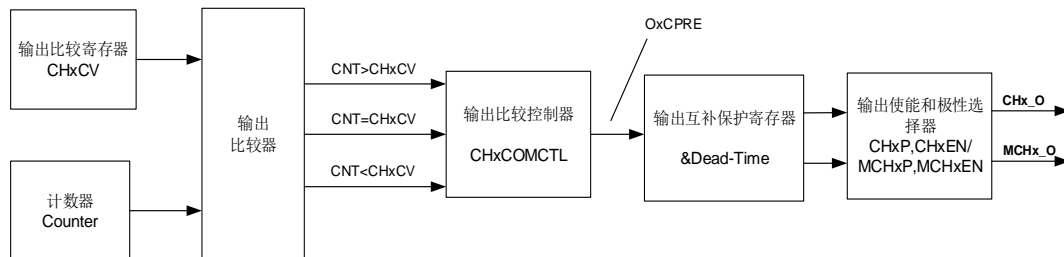 输出比较寄存器
CHxCV
计数器
Counter
输出
比较器
CNT>CHxCV
CNT=CHxCV
CNT<CHxCV
输出比较控制器
CHxCOMCTL
OxCPRE
输出互补保护寄存器
&Dead-Time
输出使能和极性选
择器
CHxP,CHxEN/
MCHxP,MCHxEN
CHx_O
MCHx_O